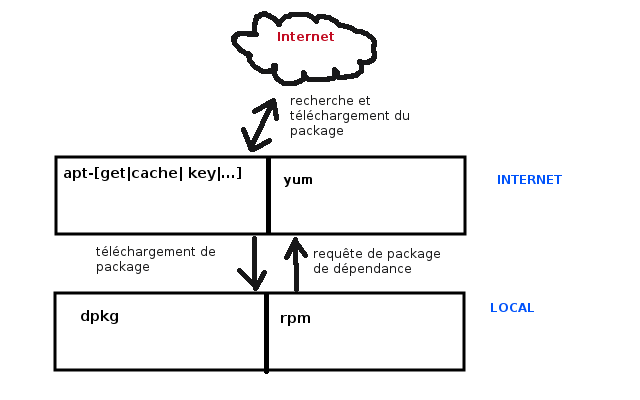 Internet
recherche et
téléchargement du
package
apt-[get|cache| key|...]
yum
INTERNET
téléchargement de
package
requête de package
de dépendance
dpkg
rpm
LOCAL